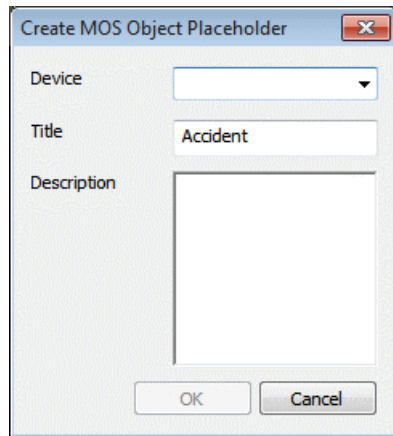 Create MOS Object Placeholder
Device
Title
Accident
Description
OK
Cancel